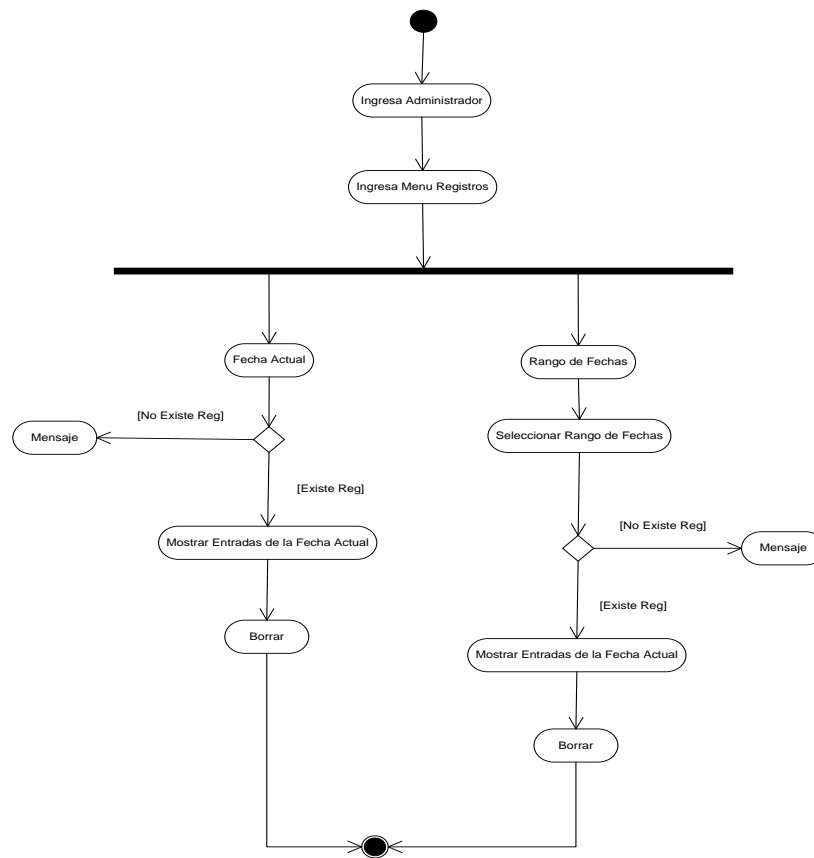 Ingresa Administrador
Ingresa Menu Registros
Fecha Actual
Rango de Fechas
[No Existe Reg]
Mensaje
Seleccionar Rango de Fechas
[Existe Reg]
[No Existe Reg]
Mostrar Entradas de la Fecha Actual
Mensaje
[Existe Reg]
Borrar
Mostrar Entradas de la Fecha Actual
Borrar